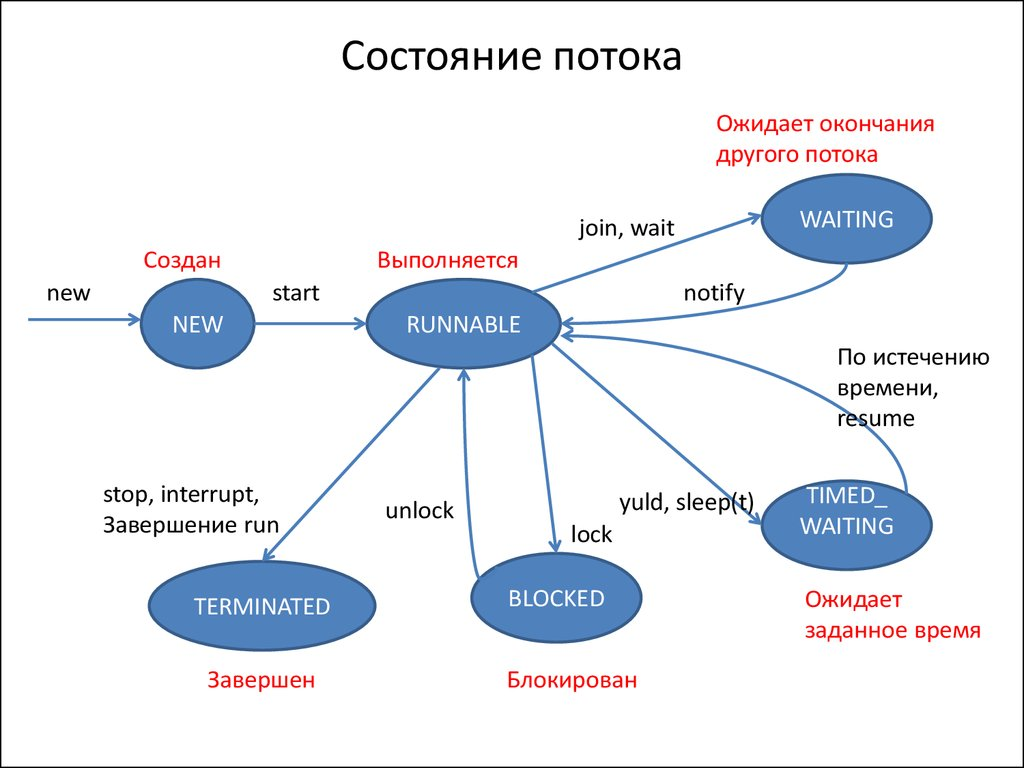 Состояние потока
Ожидает окончания
другого потока
WAITING
join, wait
Создан
Выполняется
new
start
notify
NEW
RUNNABLE
По истечению
времени,
resume
stop, interrupt,
Завершение run
unlock
yuld, sleep(t)
lock
TIMED_
WAITING
TERMINATED
BLOCKED
Ожидает
заданное время
Завершен
Блокирован